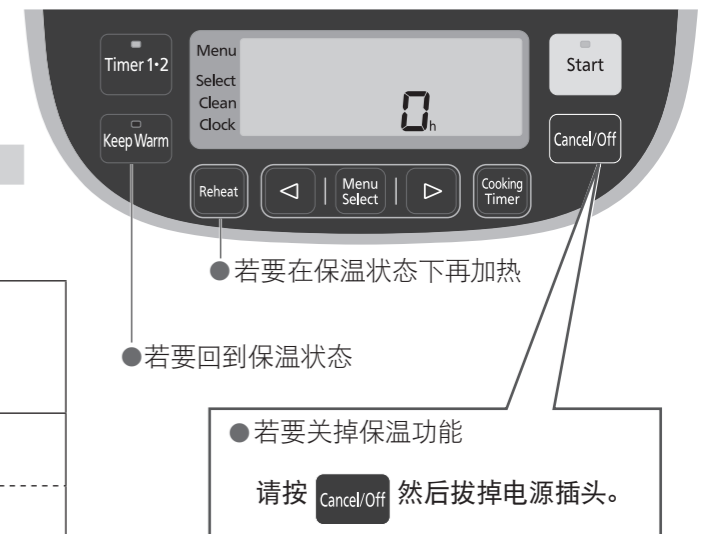 Timer 1•2
Menu
Select
Clean
Clock
0h
Start
Keep Warm
Cancel/Off
Reheat
◁
Menu
Select
▷
Cooking
Timer
●若要在保温状态下再加热
●若要回到保温状态
●若要关掉保温功能
请按 Cancel/Off 然后拔掉电源插头。